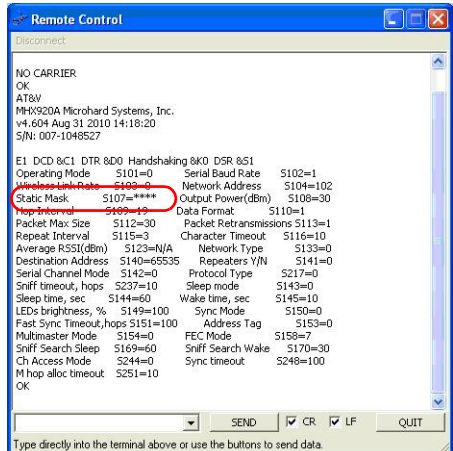 Remote Control
Disconnect
NO CARRIER
OK
AT&V
MHX920A Microhard Systems, Inc.
v4.604 Aug 31 2010 14:18:20
S/N: 007-1048527
E1 DCD &C1 DTR &D0 Handshaking &K0 DSR &S1
Operating Mode S101=0 Serial Baud Rate S102=1
Wireless Link Rate S103=0 Network Address S104=102
Static Mask S107=**** Output Power(dBm) S108=30
Hop Interval S109=19 Data Format S110=1
Packet Max Size S112=30 Packet Retransmissions S113=1
Repeat Interval S115=3 Character Timeout S116=10
Average RSSI(dBm) S123=N/A Network Type S133=0
Destination Address S140=65535 Repeaters Y/N S141=0
Serial Channel Mode S142=0 Protocol Type S217=0
Sniff timeout, hops S237=10 Sleep mode S143=0
Sleep time, sec S144=60 Wake time, sec S145=10
LEDs brightness, % S149=100 Sync Mode S150=0
Fast Sync Timeout,hops S151=100 Address Tag S153=0
Multimaster Mode S154=0 FEC Mode S158=7
Sniff Search Sleep S169=60 Sniff Search Wake S170=30
Ch Access Mode S244=0 Sync timeout S248=100
M hop alloc timeout S251=10
OK
SEND CR LF QUIT
Type directly into the terminal above or use the buttons to send data.